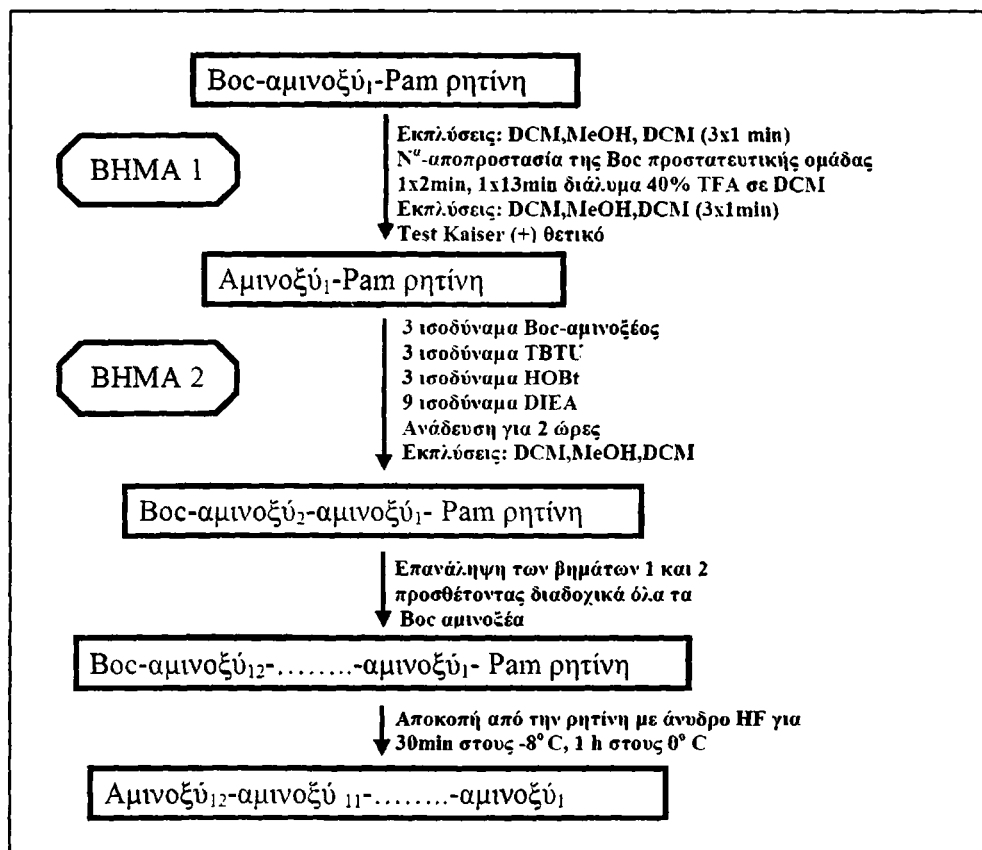 Boc-αμινοξύ₁-Pam ρητίνη
ΒΗΜΑ 1
Εκπλύσεις: DCM,MeOH, DCM (3x1 min)
Nᵅ-αποπροστασία της Boc προστατευτικής ομάδας
1x2min, 1x13min διάλυμα 40% TFA σε DCM
Εκπλύσεις: DCM,MeOH,DCM (3x1min)
Test Kaiser (+) θετικό
Αμινοξύ₁-Pam ρητίνη
ΒΗΜΑ 2
3 ισοδύναμα Boc-αμινοξέος
3 ισοδύναμα TBTU
3 ισοδύναμα HOBt
9 ισοδύναμα DIEA
Ανάδευση για 2 ώρες
Εκπλύσεις: DCM,MeOH,DCM
Boc-αμινοξύ₂-αμινοξύ₁- Pam ρητίνη
Επανάληψη των βημάτων 1 και 2
προσθέτοντας διαδοχικά όλα τα
Boc αμινοξέα
Boc-αμινοξύ₁₂-……..-αμινοξύ₁- Pam ρητίνη
Αποκοπή από την ρητίνη με άνυδρο HF για
30min στους -8° C, 1 h στους 0° C
Αμινοξύ₁₂-αμινοξύ ₁₁-……..-αμινοξύ₁